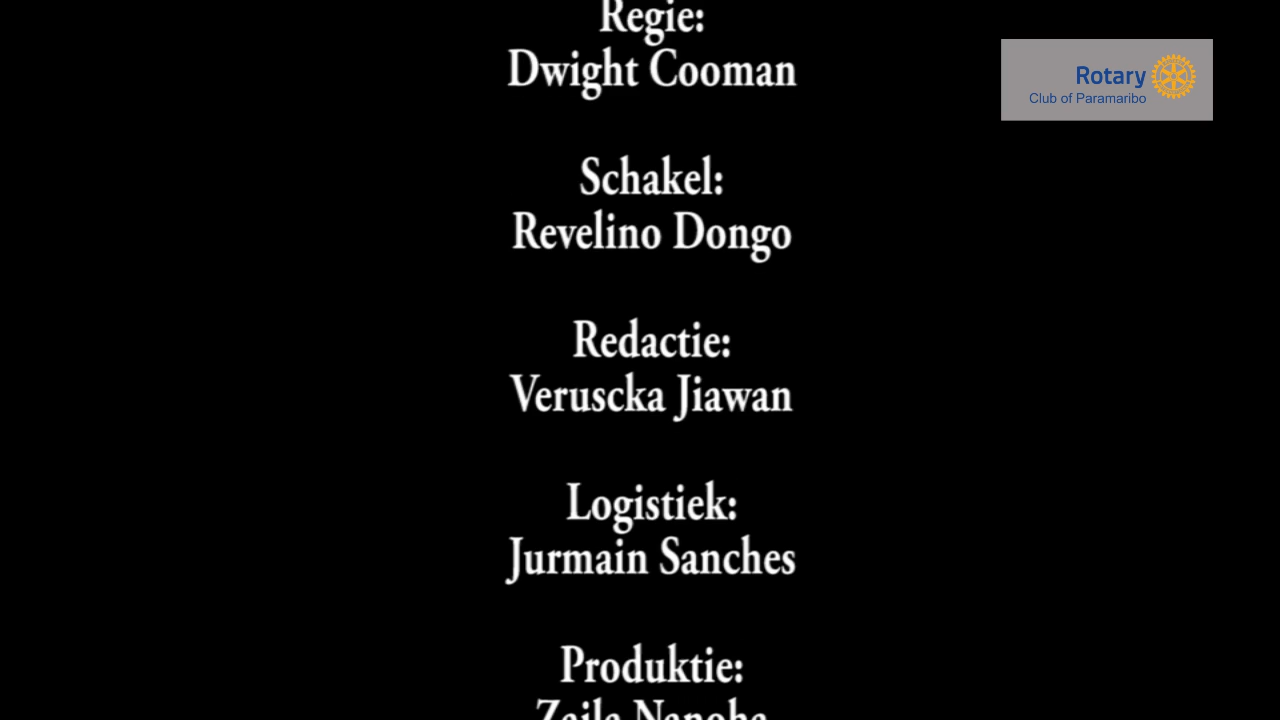 Regie:
Dwight Cooman
Rotary
Club of Paramaribo
Schakel:
Revelino Dongo
Redactie:
Veruscka Jiawan
Logistiek:
Jurmain Sanches
Produktie: